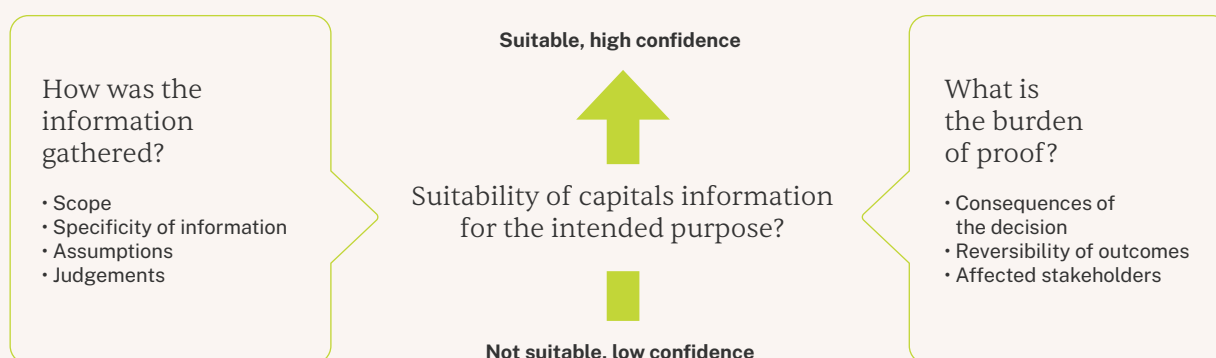 How was the
information
gathered?
• Scope
• Specificity of information
• Assumptions
• Judgements
Suitable, high confidence
Suitability of capitals information
for the intended purpose?
Not suitable, low confidence
What is
the burden
of proof?
• Consequences of
the decision
• Reversibility of outcomes
• Affected stakeholders